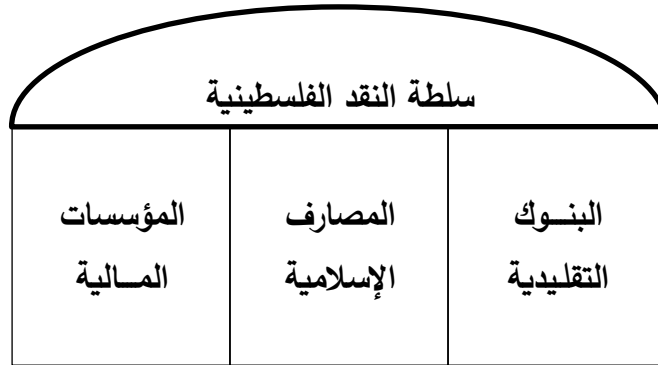 سلطة النقد الفلسطينية
البنـوك
التقليدية
المصارف
الإسلامية
المؤسسات
المـالية